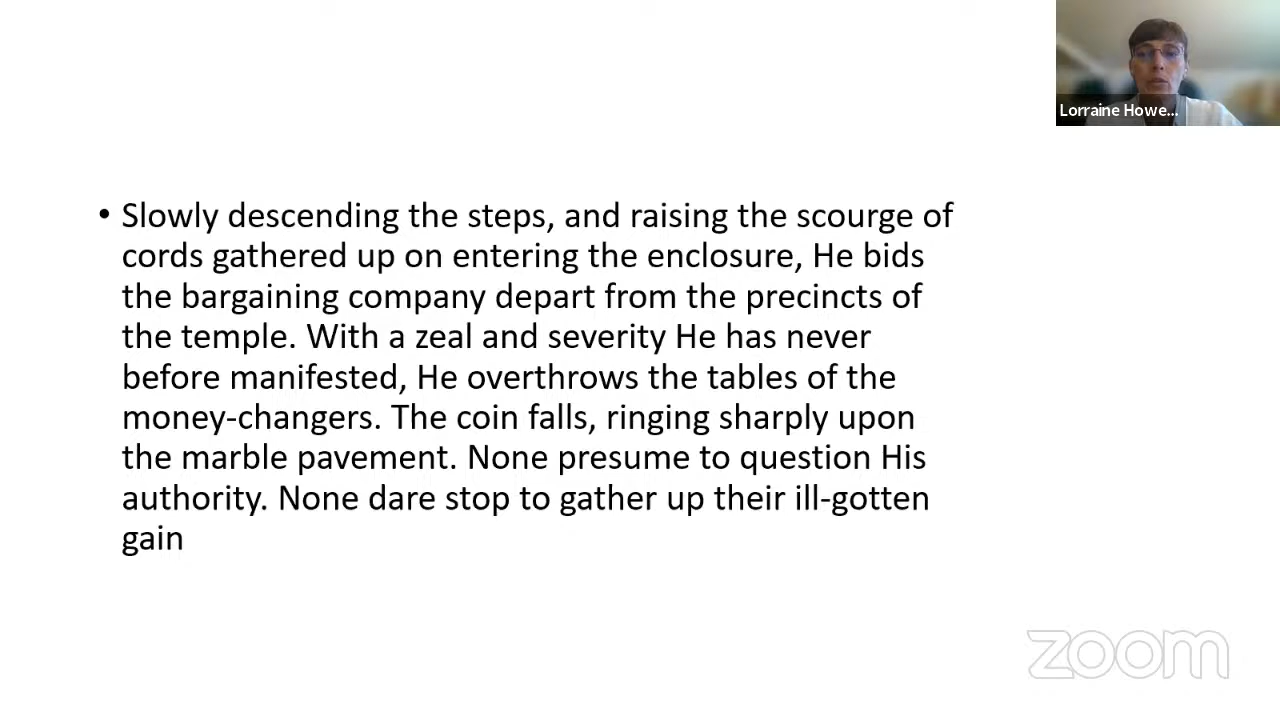 Lorraine Howe...
• Slowly descending the steps, and raising the scourge of
cords gathered up on entering the enclosure, He bids
the bargaining company depart from the precincts of
the temple. With a zeal and severity He has never
before manifested, He overthrows the tables of the
money-changers. The coin falls, ringing sharply upon
the marble pavement. None presume to question His
authority. None dare stop to gather up their ill-gotten
gain
zoom